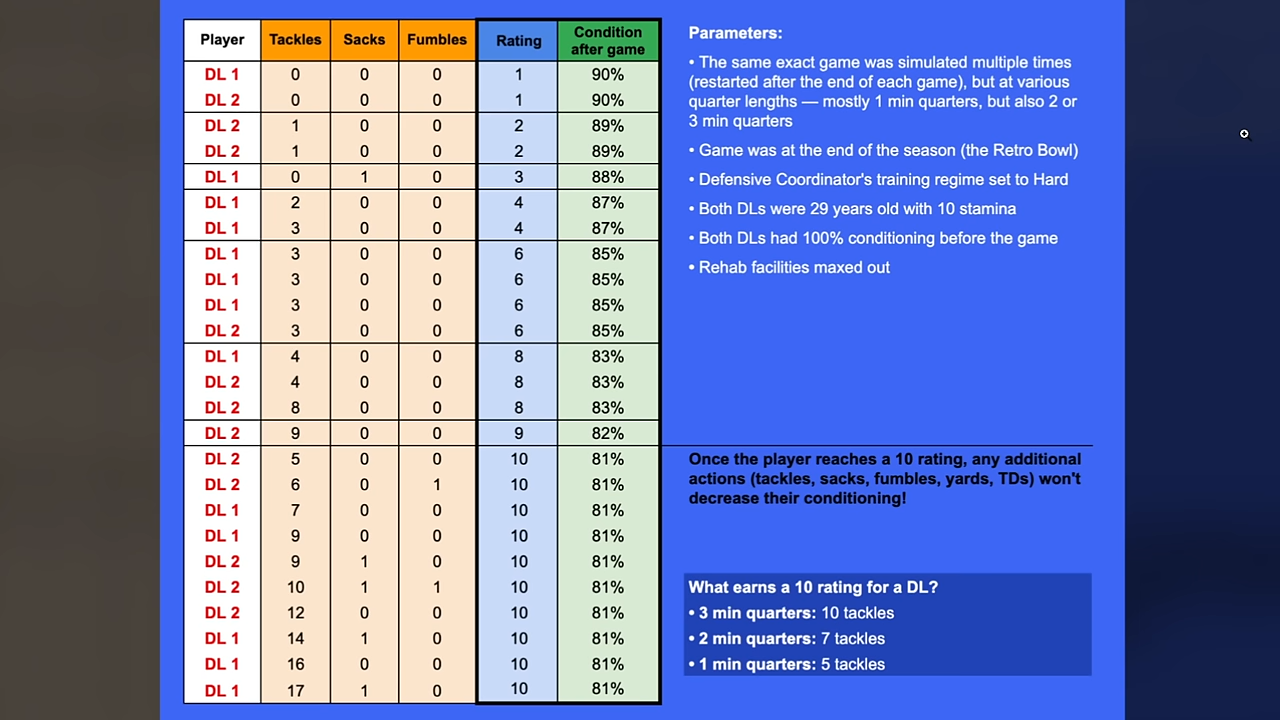 Player Tackles Sacks Fumbles Rating Condition after game
DL 1 0 0 0 1 90%
DL 2 0 0 0 1 90%
DL 2 1 0 0 2 89%
DL 2 1 0 0 2 89%
DL 1 0 1 0 3 88%
DL 1 2 0 0 4 87%
DL 1 3 0 0 4 87%
DL 1 3 0 0 6 85%
DL 1 3 0 0 6 85%
DL 1 3 0 0 6 85%
DL 2 3 0 0 6 85%
DL 1 4 0 0 8 83%
DL 2 4 0 0 8 83%
DL 2 8 0 0 8 83%
DL 2 9 0 0 9 82%
DL 2 5 0 0 10 81%
DL 2 6 0 1 10 81%
DL 1 7 0 0 10 81%
DL 1 9 0 0 10 81%
DL 2 9 1 0 10 81%
DL 2 10 1 1 10 81%
DL 2 12 0 0 10 81%
DL 1 14 1 0 10 81%
DL 1 16 0 0 10 81%
DL 1 17 1 0 10 81%
Parameters:
• The same exact game was simulated multiple times
(restarted after the end of each game), but at various
quarter lengths — mostly 1 min quarters, but also 2 or
3 min quarters
• Game was at the end of the season (the Retro Bowl)
• Defensive Coordinator's training regime set to Hard
• Both DLs were 29 years old with 10 stamina
• Both DLs had 100% conditioning before the game
• Rehab facilities maxed out
Once the player reaches a 10 rating, any additional
actions (tackles, sacks, fumbles, yards, TDs) won't
decrease their conditioning!
What earns a 10 rating for a DL?
• 3 min quarters: 10 tackles
• 2 min quarters: 7 tackles
• 1 min quarters: 5 tackles